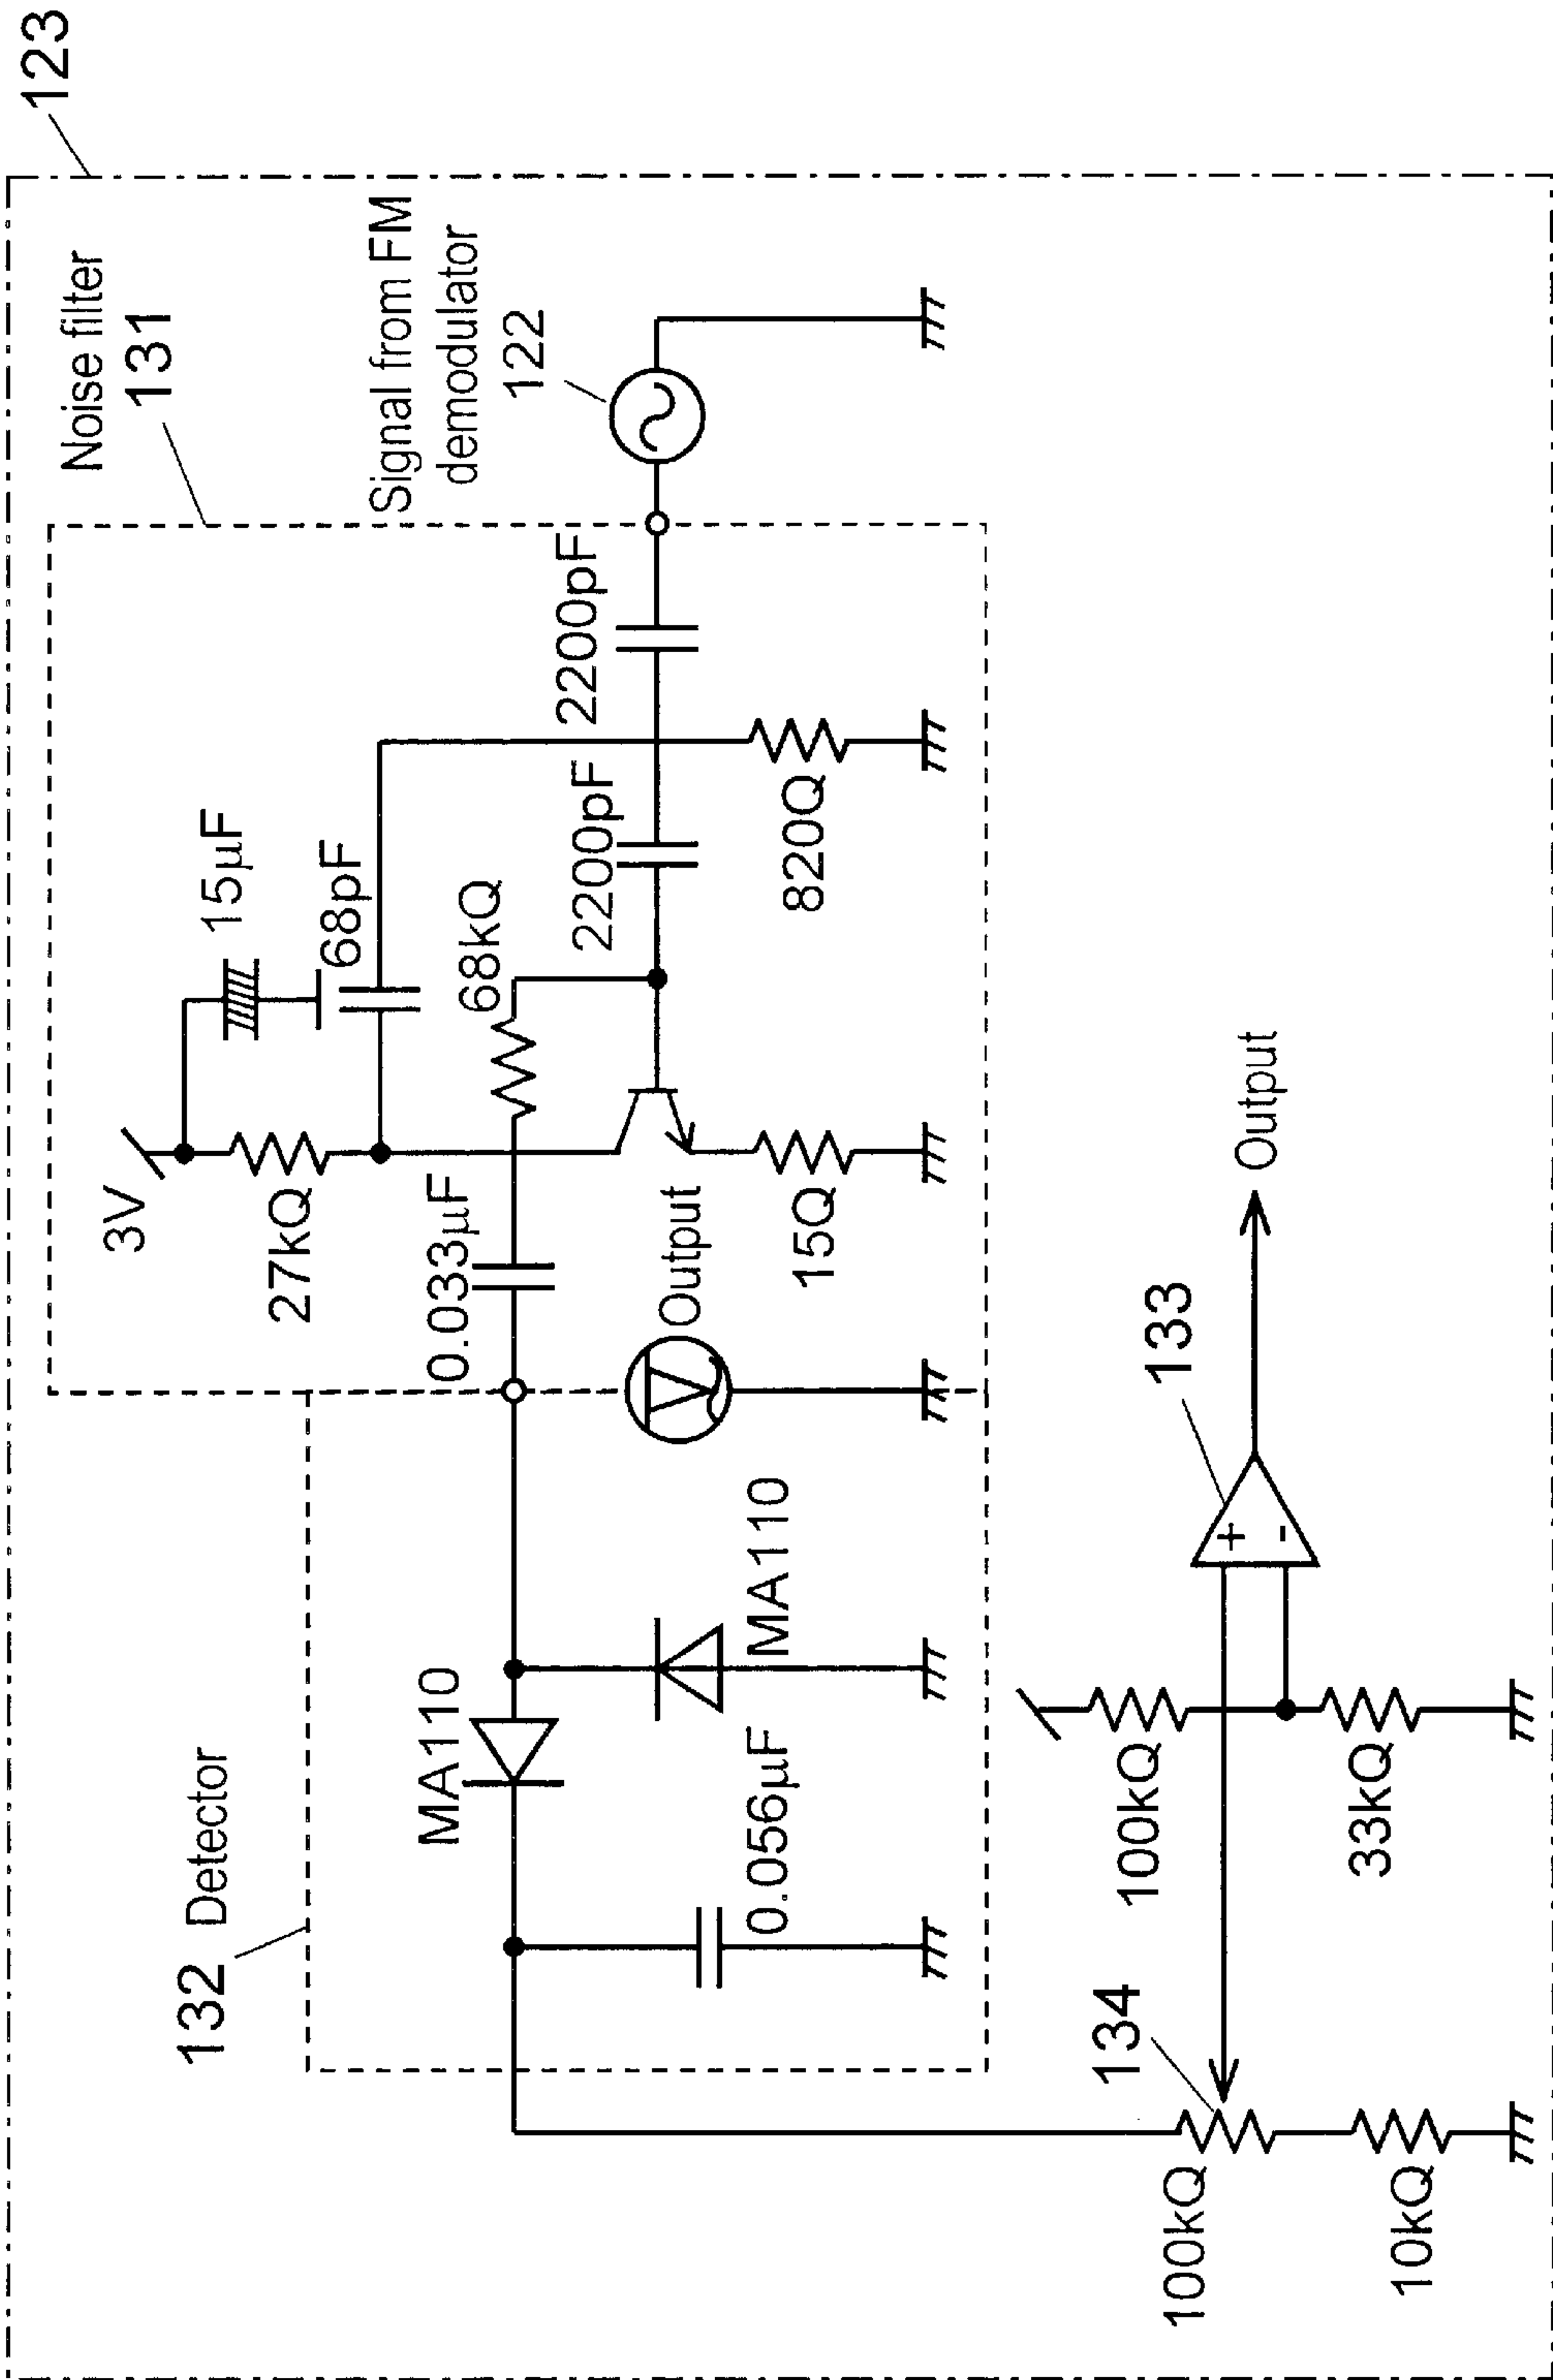 123
Noise filter
131
Signal from FM
demodulator
122
3V
15µF
68pF
27kΩ
68kΩ
2200pF
2200pF
0.033µF
820Ω
15Ω
Output
132 Detector
MA110
MA110
0.056µF
133
Output
+
-
134
100kΩ
33kΩ
100kΩ
10kΩ